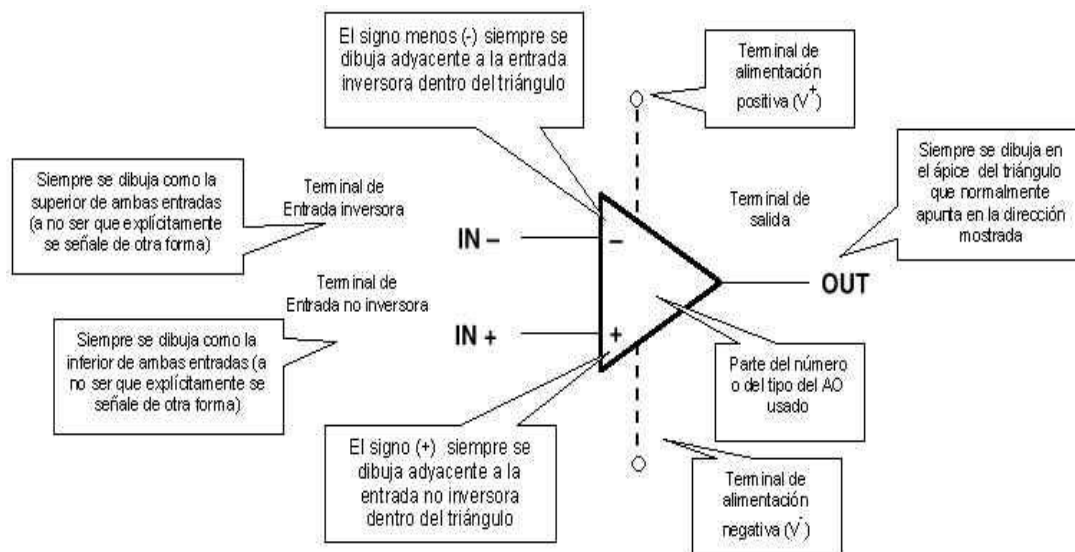 El signo menos (-) siempre se
dibuja adyacente a la entrada
inversora dentro del triángulo
Terminal de
alimentación
positiva (V+)
Siempre se dibuja como la
superior de ambas entradas
(a no ser que explícitamente
se señale de otra forma)
Terminal de
Entrada inversora
Terminal de
salida
Siempre se dibuja en
el ápice del triángulo
que normalmente
apunta en la dirección
mostrada
IN –
–
OUT
Terminal de
Entrada no inversora
IN +
+
Siempre se dibuja como la
inferior de ambas entradas (a
no ser que explícitamente se
señale de otra forma)
Parte del número
o del tipo del AO
usado
El signo (+) siempre se
dibuja adyacente a la
entrada no inversora
dentro del triángulo
Terminal de
alimentación
negativa (V-)